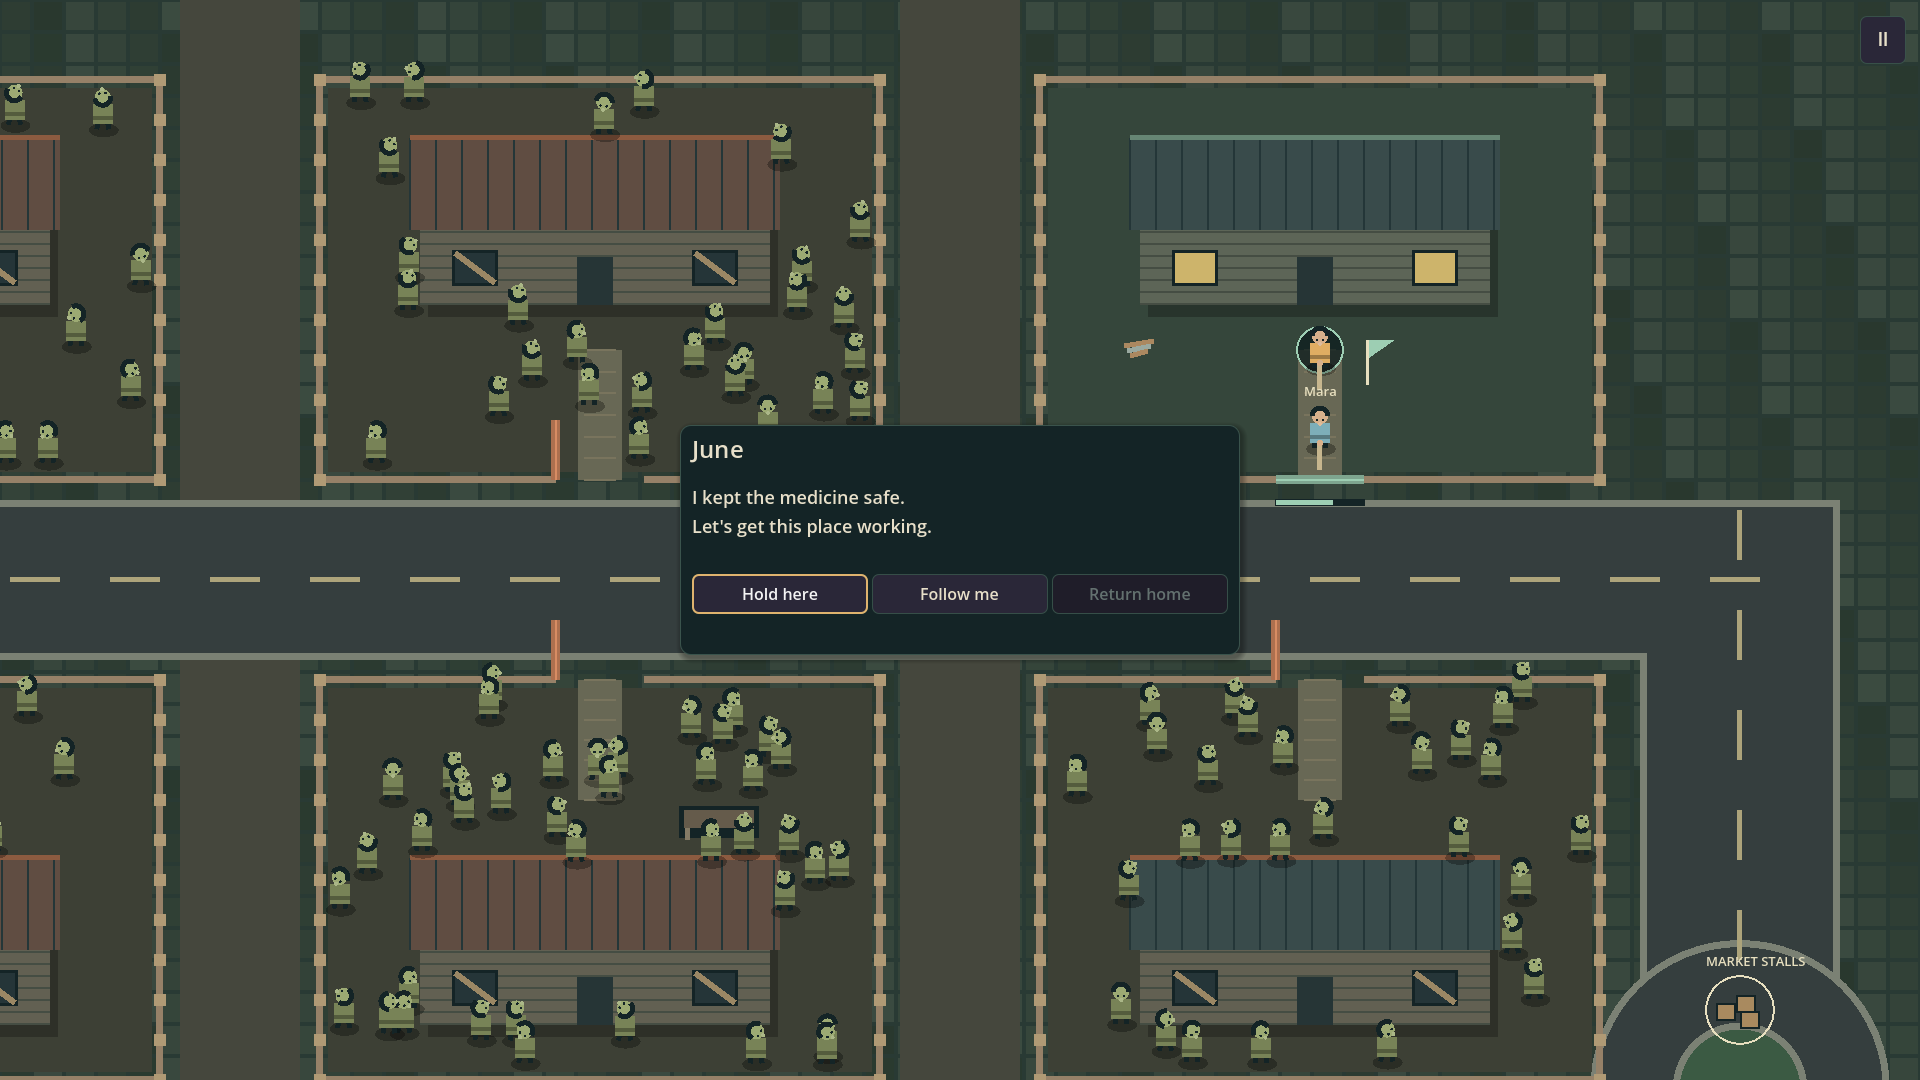 Mara
June
I kept the medicine safe.
Let's get this place working.
Hold here
Follow me
Return home
MARKET STALLS